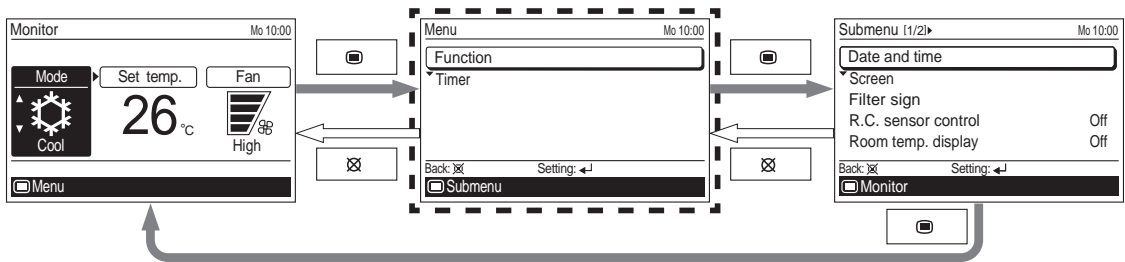 Monitor Mo 10:00
Mode Set temp. Fan
26 °C
Cool High
Menu
Menu Mo 10:00
Function
Timer
Back: Setting:
Submenu
Submenu [1/2] Mo 10:00
Date and time
Screen
Filter sign
R.C. sensor control Off
Room temp. display Off
Back: Setting:
Monitor